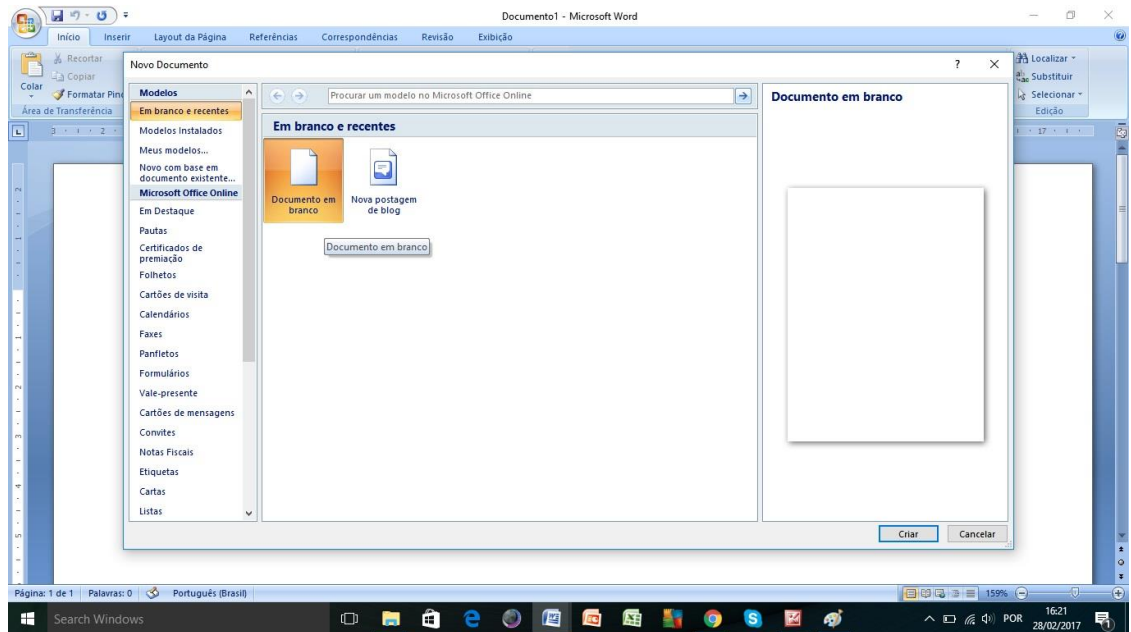 Documento1 - Microsoft Word
Início Inserir Layout da Página Referências Correspondências Revisão Exibição
Colar
Recortar
Copiar
Formatar Pinc
Área de Transferência
Localizar
Substituir
Selecionar
Edição
3 1 2
17
Novo Documento
?
Modelos
Em branco e recentes
Modelos Instalados
Meus modelos...
Novo com base em
documento existente...
Microsoft Office Online
Em Destaque
Pautas
Certificados de
premiação
Folhetos
Cartões de visita
Calendários
Faxes
Panfletos
Formulários
Vale-presente
Cartões de mensagens
Convites
Notas Fiscais
Etiquetas
Cartas
Listas
Procurar um modelo no Microsoft Office Online
Em branco e recentes
Documento em
branco
Nova postagem
de blog
Documento em branco
Documento em branco
Criar Cancelar
Página: 1 de 1 Palavras: 0 Português (Brasil) 159%
Search Windows
POR
16:21
28/02/2017